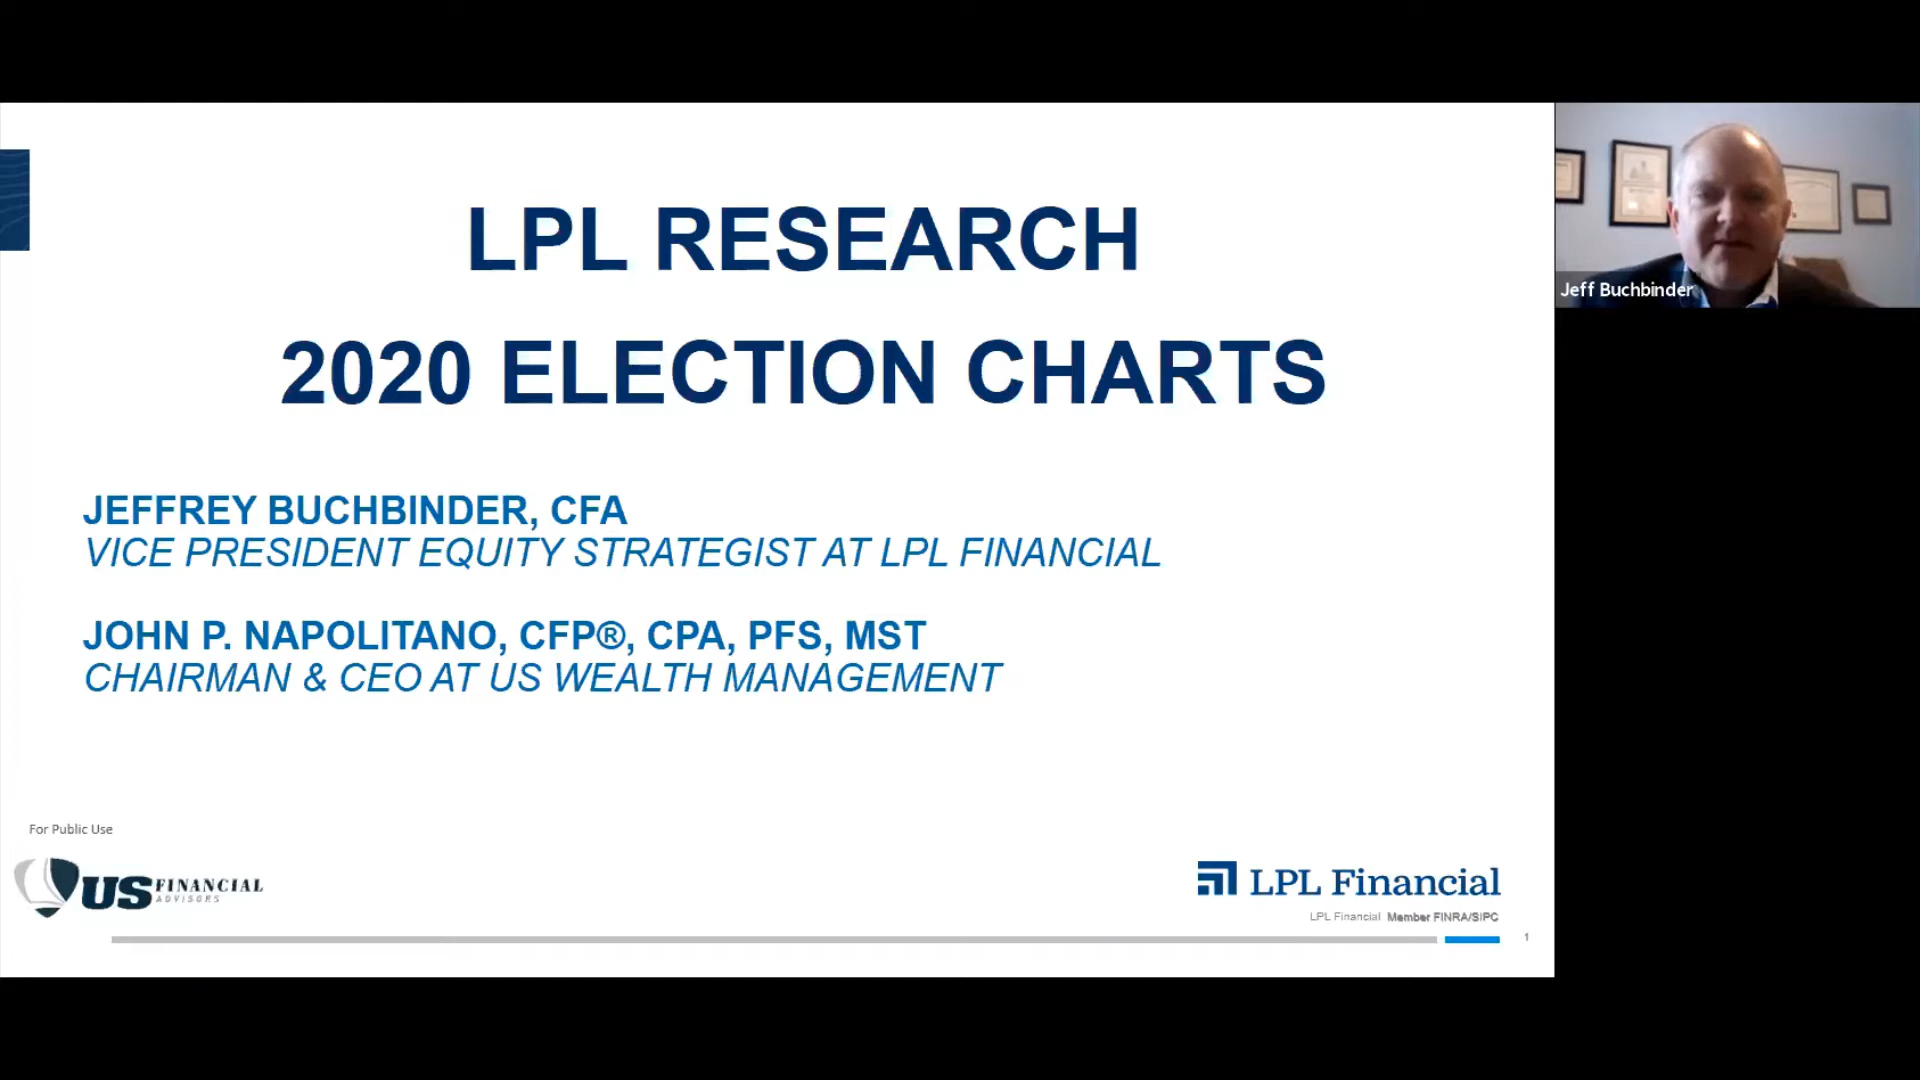 LPL RESEARCH
2020 ELECTION CHARTS
JEFFREY BUCHBINDER, CFA
VICE PRESIDENT EQUITY STRATEGIST AT LPL FINANCIAL
JOHN P. NAPOLITANO, CFP®, CPA, PFS, MST
CHAIRMAN & CEO AT US WEALTH MANAGEMENT
For Public Use
US FINANCIAL
ADVISORS
LPL Financial
LPL Financial Member FINRA/SIPC
1
Jeff Buchbinder